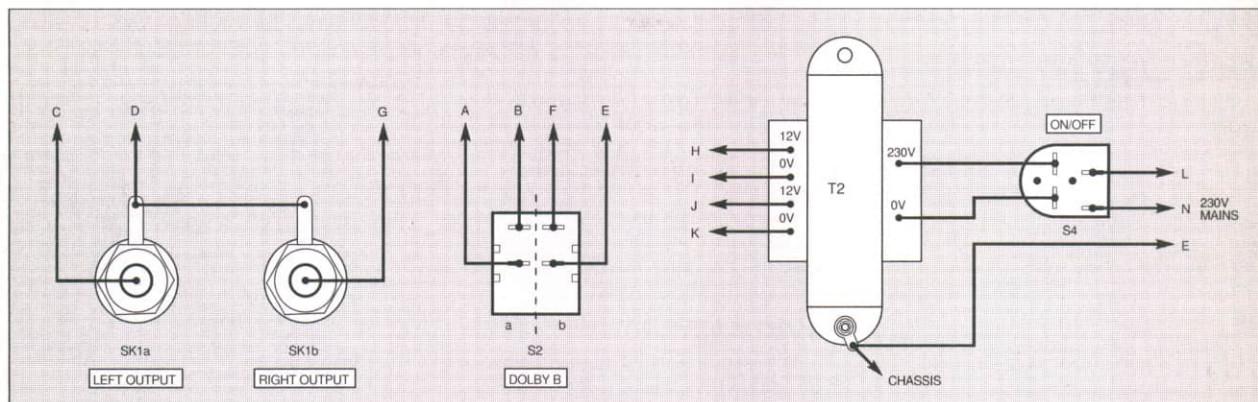 C
D
G
SK1a
SK1b
LEFT OUTPUT
RIGHT OUTPUT
A
B
F
E
a
b
S2
DOLBY B
H
I
J
K
12V
0V
12V
0V
T2
230V
0V
ON/OFF
S4
L
N
230V
MAINS
E
CHASSIS